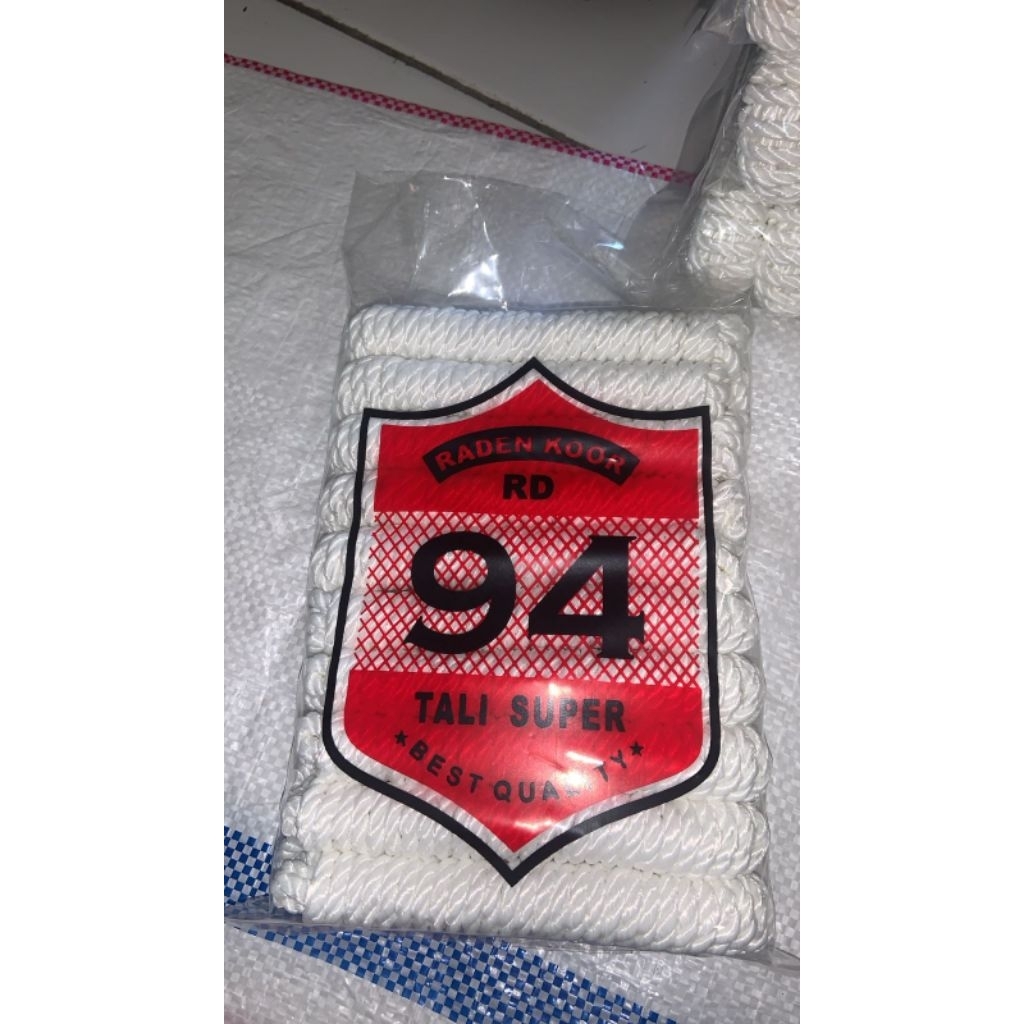 RADEN KOOR
RD
94
TALI SUPER
★BEST QUALITY★